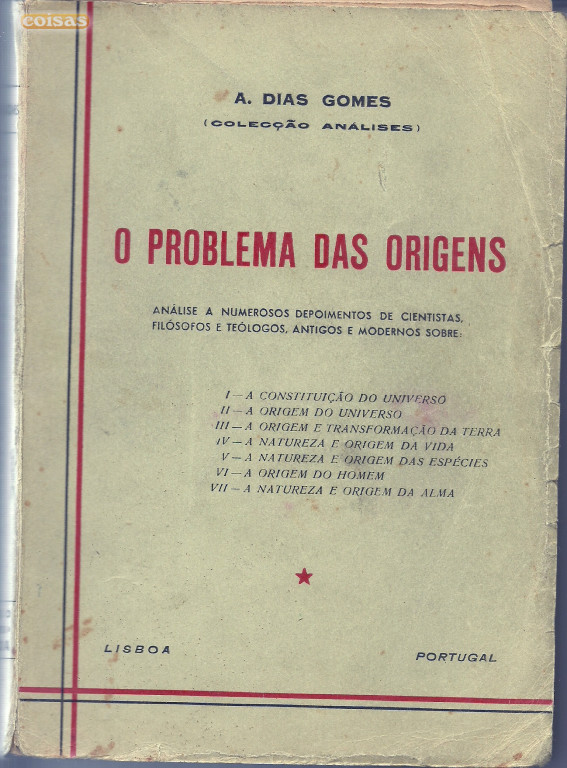 coisas
A. DIAS GOMES
(COLECÇÃO ANÁLISES)
O PROBLEMA DAS ORIGENS
ANÁLISE A NUMEROSOS DEPOIMENTOS DE CIENTISTAS,
FILÓSOFOS E TEÓLOGOS, ANTIGOS E MODERNOS SOBRE:
I — A CONSTITUIÇÃO DO UNIVERSO
II — A ORIGEM DO UNIVERSO
III — A ORIGEM E TRANSFORMAÇÃO DA TERRA
IV — A NATUREZA E ORIGEM DA VIDA
V — A NATUREZA E ORIGEM DAS ESPÉCIES
VI — A ORIGEM DO HOMEM
VII — A NATUREZA E ORIGEM DA ALMA
LISBOA
PORTUGAL